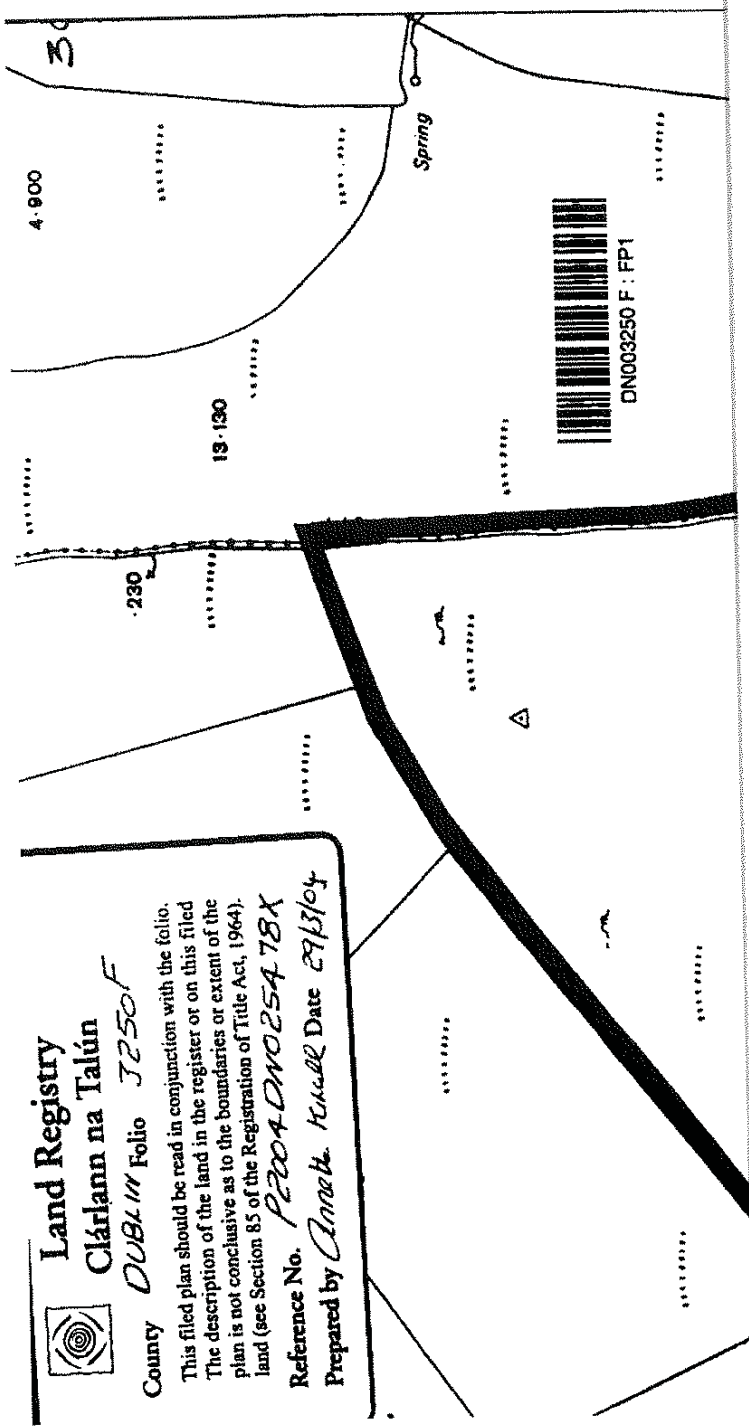 Land Registry
Clárlann na Talún
County DUBLIN Folio 3250F
This filed plan should be read in conjunction with the folio.
The description of the land in the register or on this filed
plan is not conclusive as to the boundaries or extent of the
land (see Section 85 of the Registration of Title Act, 1964).
Reference No. P2004DN025478X
Prepared by Annette Date 29/3/04
·230
13·130
4·900
Spring
DN003250 F : FP1